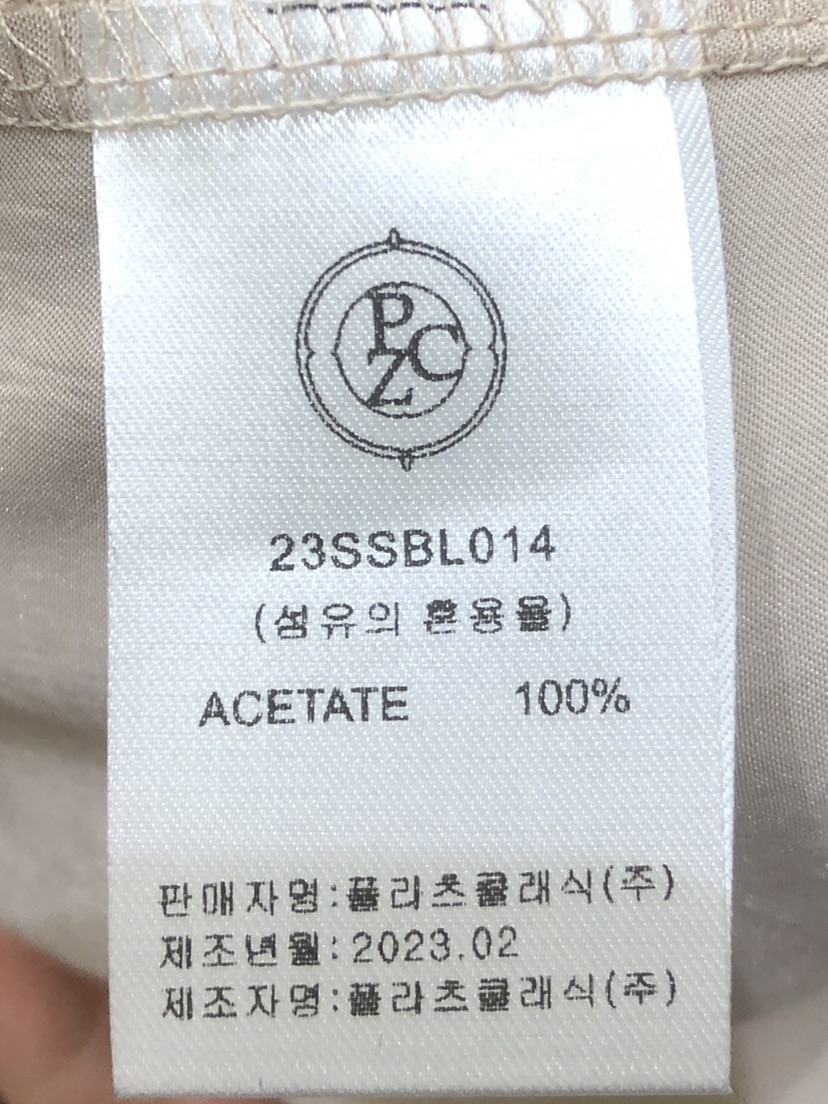 PZC
23SSBL014
(섬유의 혼용율)
ACETATE 100%
판매자명:플리츠클래식(주)
제조년월:2023.02
제조자명:플리츠클래식(주)